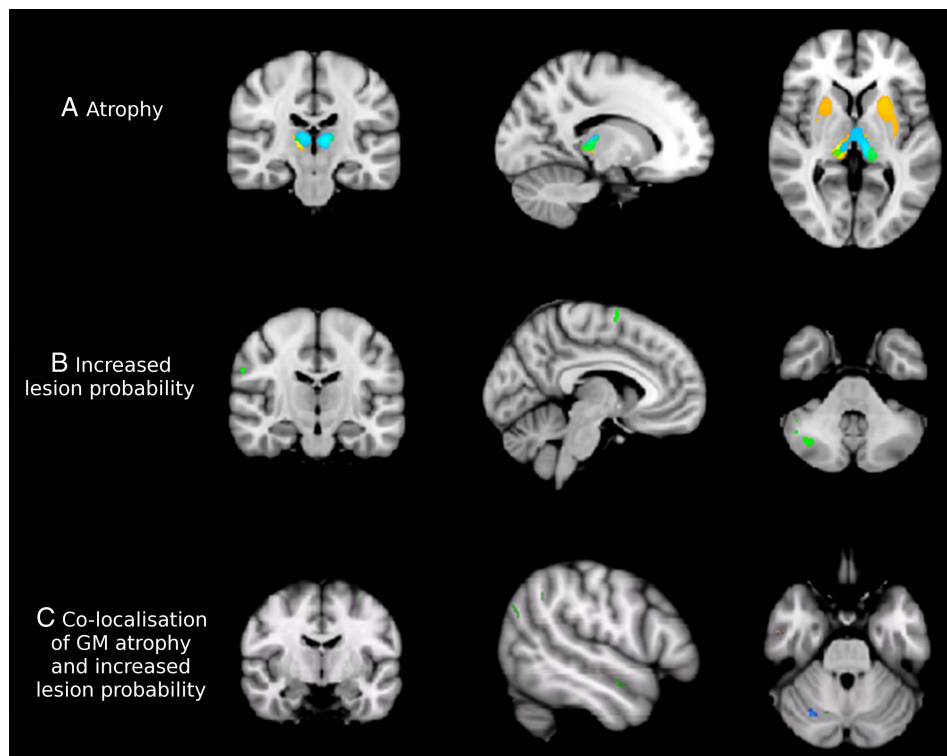 A Atrophy
B Increased
lesion probability
C Co-localisation
of GM atrophy
and increased
lesion probability